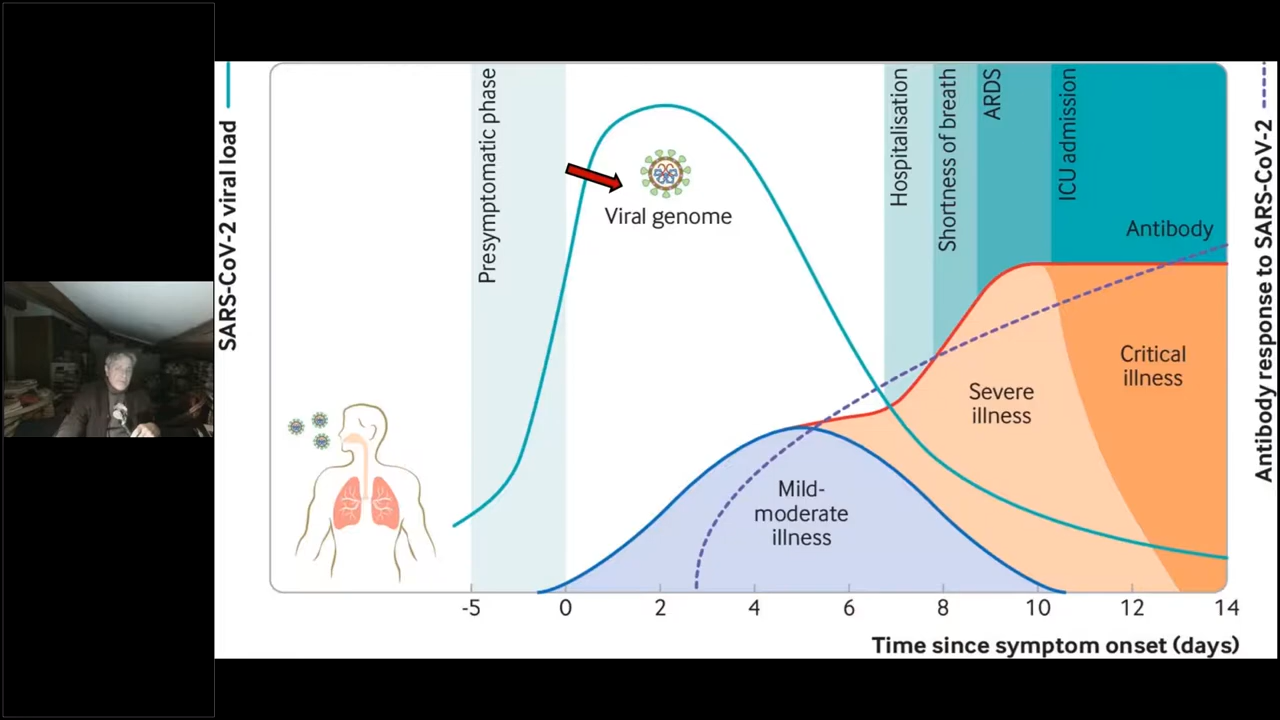 SARS-CoV-2 viral load
Presymptomatic phase
Viral genome
Hospitalisation
Shortness of breath
ARDS
ICU admission
Antibody
Critical
illness
Severe
illness
Mild-
moderate
illness
Antibody response to SARS-CoV-2
-5 0 2 4 6 8 10 12 14
Time since symptom onset (days)